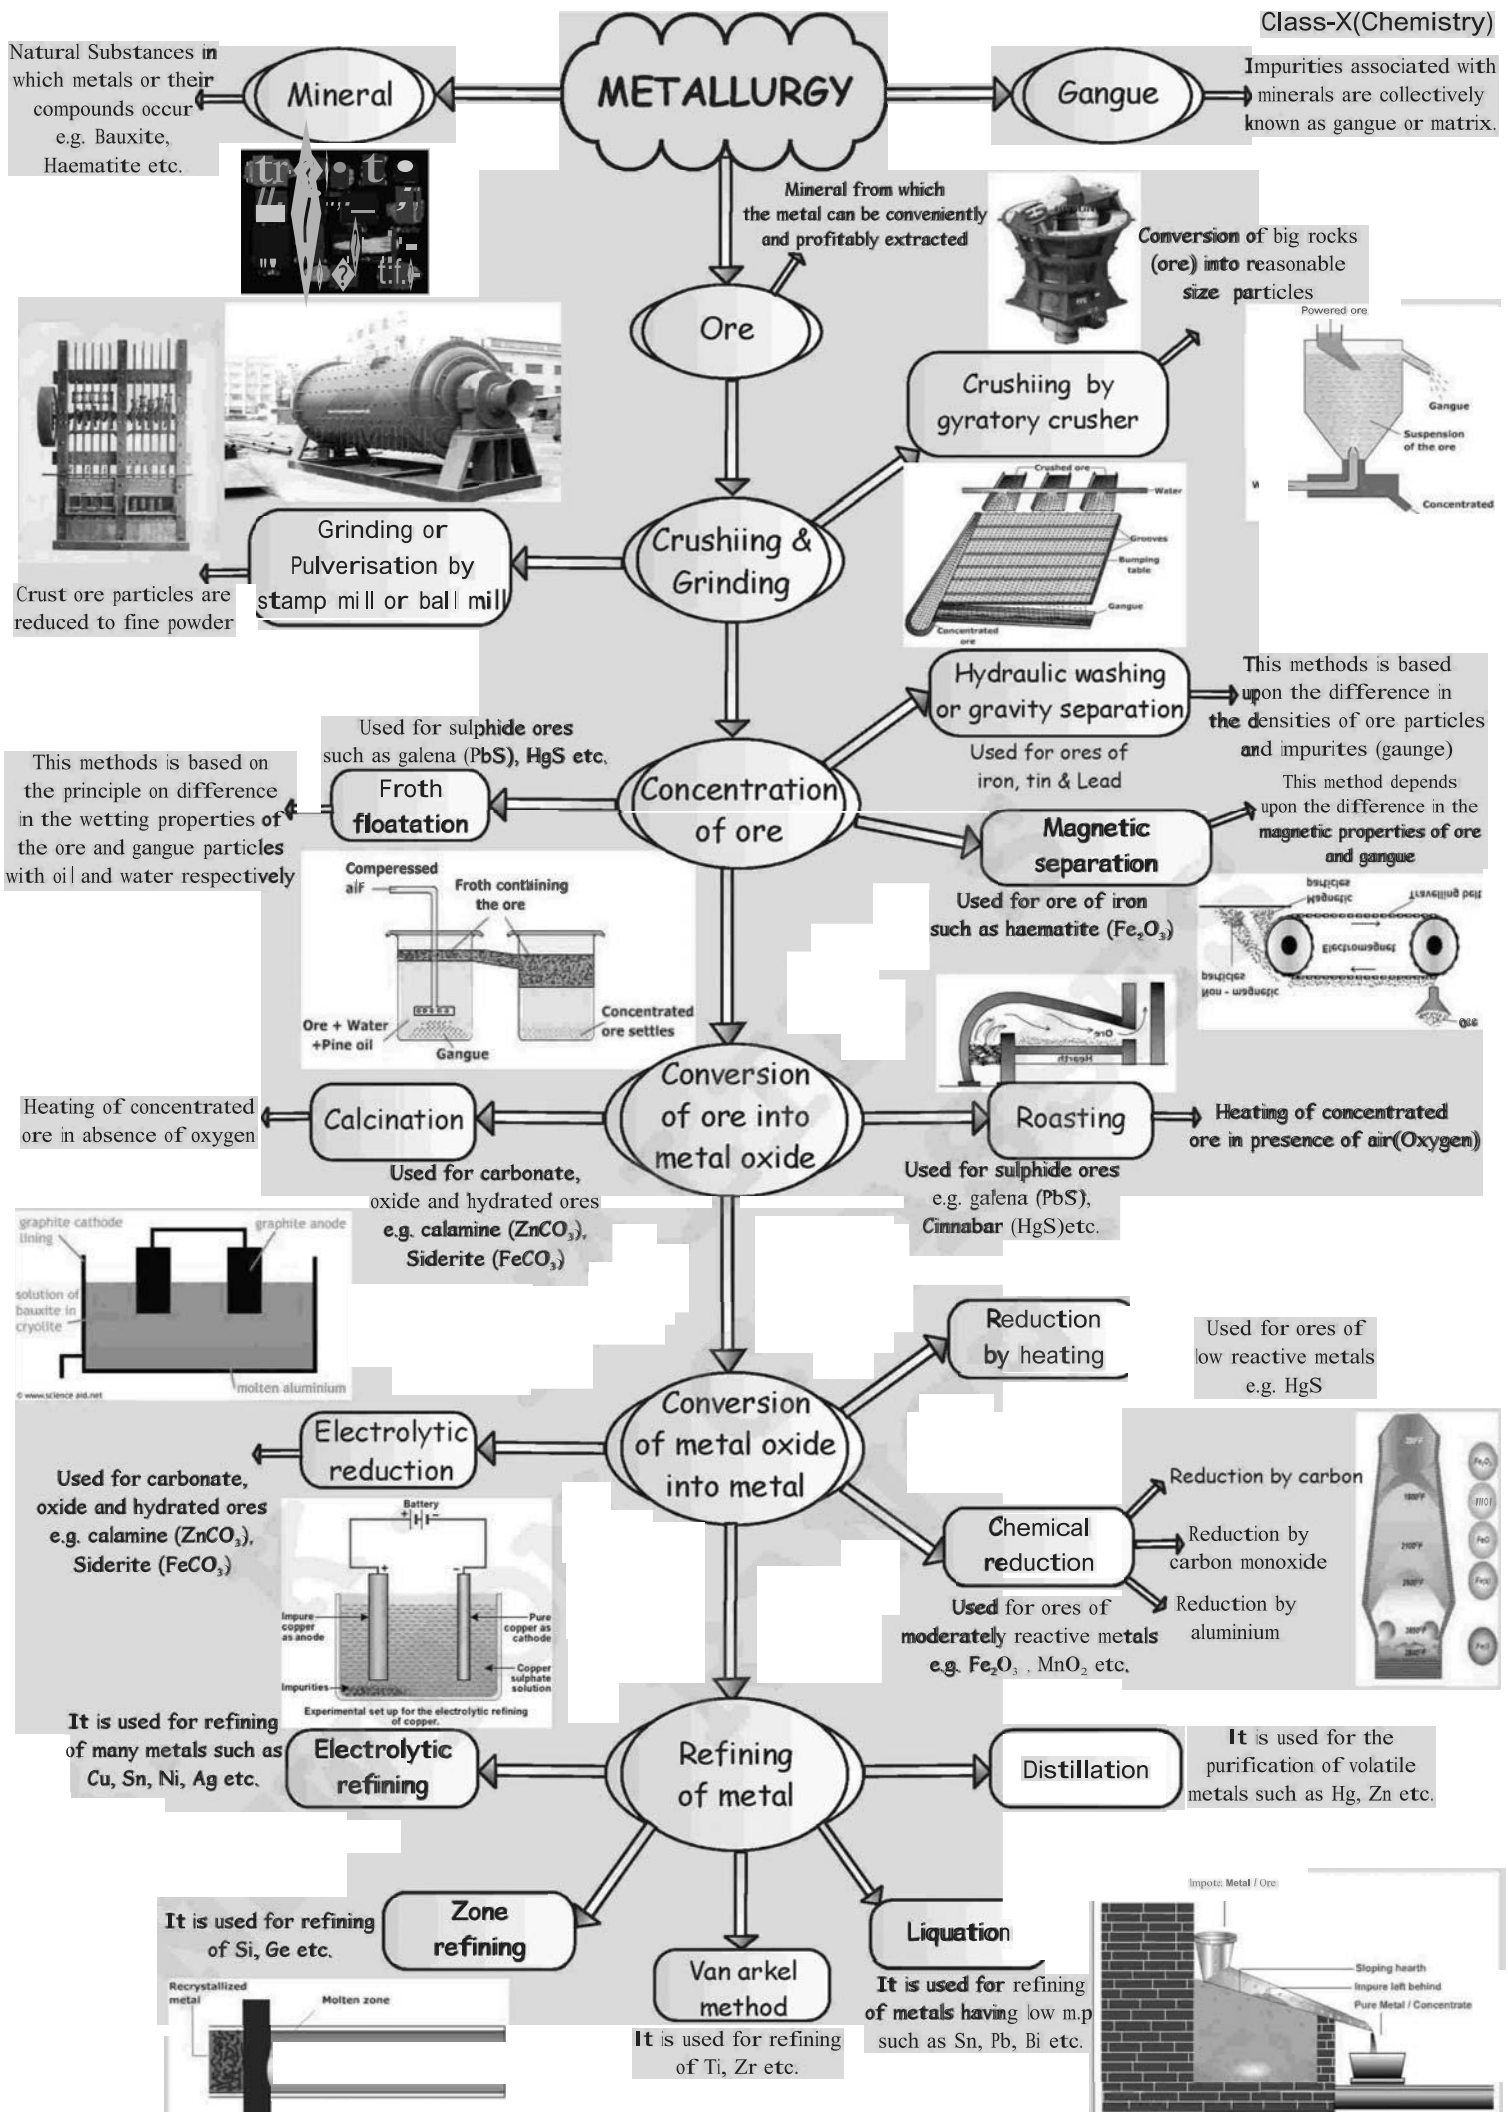 Class-X(Chemistry)
METALLURGY
Mineral
Natural Substances in
which metals or their
compounds occur
e.g. Bauxite,
Haematite etc.
Gangue
Impurities associated with
minerals are collectively
known as gangue or matrix.
Mineral from which
the metal can be conveniently
and profitably extracted
Ore
Conversion of big rocks
(ore) into reasonable
size particles
Crushiing by
gyratory crusher
Powered ore
Gangue
Suspension
of the ore
Concentrated
Crushiing &
Grinding
Grinding or
Pulverisation by
stamp mill or ball mill
Crust ore particles are
reduced to fine powder
Crushed ore
Water
Grooves
Bumping
table
Gangue
Concentrated
ore
Hydraulic washing
or gravity separation
Used for ores of
iron, tin & Lead
This methods is based
upon the difference in
the densities of ore particles
and impurites (gaunge)
Concentration
of ore
Used for sulphide ores
such as galena (PbS), HgS etc.
Froth
floatation
This methods is based on
the principle on difference
in the wetting properties of
the ore and gangue particles
with oil and water respectively
Magnetic
separation
Used for ore of iron
such as haematite (Fe₂O₃)
This method depends
upon the difference in the
magnetic properties of ore
and gangue
Compressed
Froth containing
the ore
Ore + Water
+Pine oil
Gangue
Concentrated
ore settles
Magnetic
particles
Travelling belt
Electromagnet
Non - magnetic
particles
Ore
Ore
Hearth
Conversion
of ore into
metal oxide
Calcination
Heating of concentrated
ore in absence of oxygen
Used for carbonate,
oxide and hydrated ores
e.g. calamine (ZnCO₃),
Siderite (FeCO₃)
Roasting
Heating of concentrated
ore in presence of air(Oxygen)
Used for sulphide ores
e.g. galena (PbS),
Cinnabar (HgS)etc.
graphite cathode
lining
graphite anode
solution of
bauxite in
cryolite
molten aluminium
© www.science aid.net
Conversion
of metal oxide
into metal
Reduction
by heating
Used for ores of
low reactive metals
e.g. HgS
Electrolytic
reduction
Used for carbonate,
oxide and hydrated ores
e.g. calamine (ZnCO₃),
Siderite (FeCO₃)
Chemical
reduction
Used for ores of
moderately reactive metals
e.g. Fe₂O₃ , MnO₂ etc.
Reduction by carbon
Reduction by
carbon monoxide
Reduction by
aluminium
Battery
+ −
+ −
Impure
copper
as anode
Pure
copper as
cathode
Copper
sulphate
solution
Impurities
Experimental set up for the electrolytic refining
of copper.
Refining
of metal
Electrolytic
refining
It is used for refining
of many metals such as
Cu, Sn, Ni, Ag etc.
Distillation
It is used for the
purification of volatile
metals such as Hg, Zn etc.
Zone
refining
It is used for refining
of Si, Ge etc.
Van arkel
method
It is used for refining
of Ti, Zr etc.
Liquation
It is used for refining
of metals having low m.p
such as Sn, Pb, Bi etc.
Recrystallized
metal
Molten zone
Impote Metal / Ore
Sloping hearth
Impure left behind
Pure Metal / Concentrate